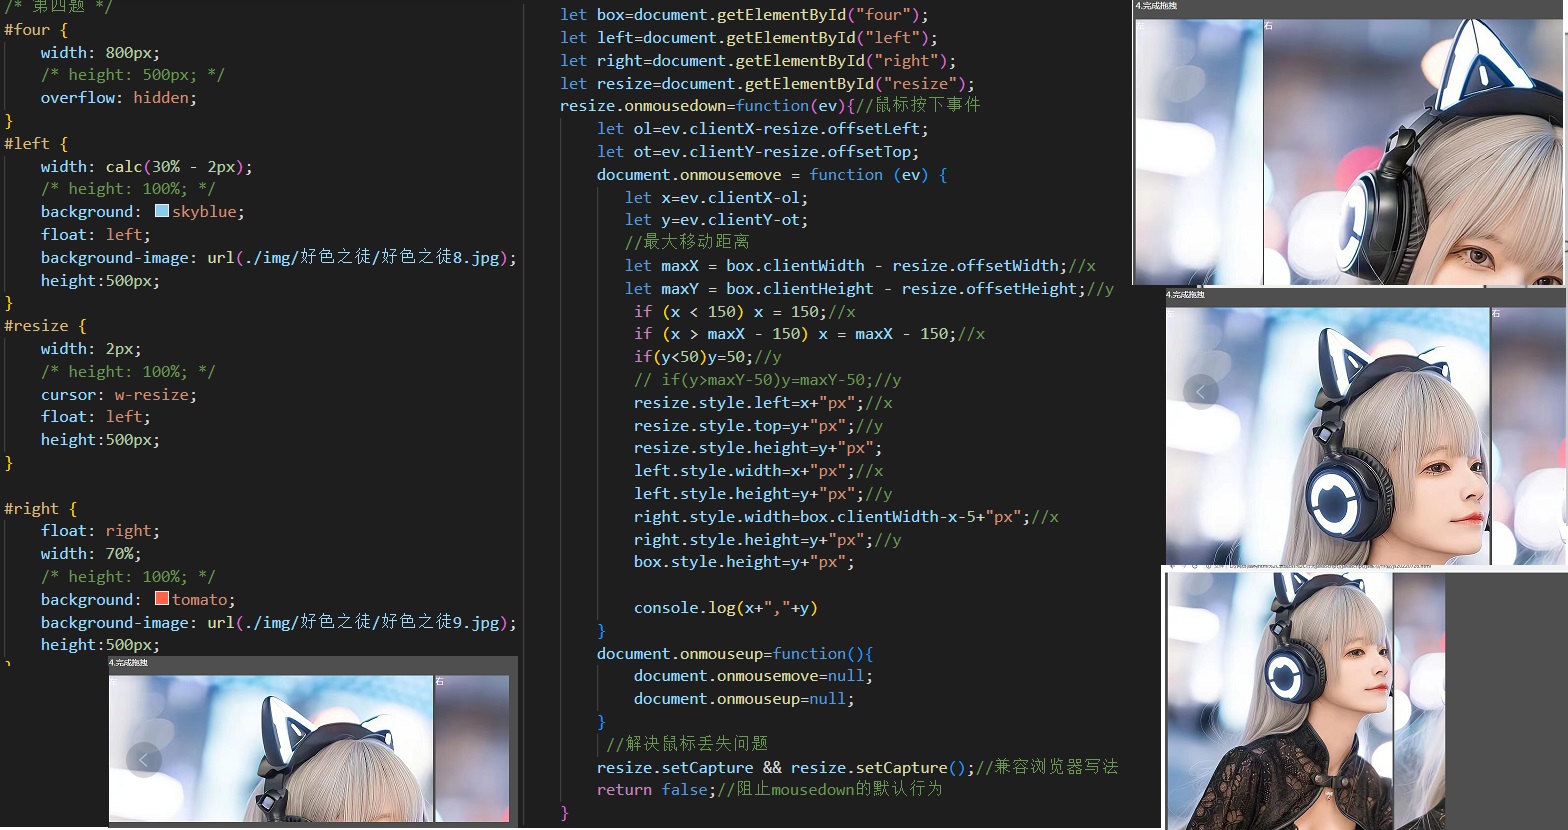 /* 第四题 */
#four {
width: 800px;
/* height: 500px; */
overflow: hidden;
}
#left {
width: calc(30% - 2px);
/* height: 100%; */
background: skyblue;
float: left;
background-image: url(./img/好色之徒/好色之徒8.jpg);
height:500px;
}
#resize {
width: 2px;
/* height: 100%; */
cursor: w-resize;
float: left;
height:500px;
}
#right {
float: right;
width: 70%;
/* height: 100%; */
background: tomato;
background-image: url(./img/好色之徒/好色之徒9.jpg);
height:500px;
}
4.完成拖拽
左 右
let box=document.getElementById("four");
let left=document.getElementById("left");
let right=document.getElementById("right");
let resize=document.getElementById("resize");
resize.onmousedown=function(ev){//鼠标按下事件
let ol=ev.clientX-resize.offsetLeft;
let ot=ev.clientY-resize.offsetTop;
document.onmousemove = function (ev) {
let x=ev.clientX-ol;
let y=ev.clientY-ot;
//最大移动距离
let maxX = box.clientWidth - resize.offsetWidth;//x
let maxY = box.clientHeight - resize.offsetHeight;//y
if (x < 150) x = 150;//x
if (x > maxX - 150) x = maxX - 150;//x
if(y<50)y=50;//y
// if(y>maxY-50)y=maxY-50;//y
resize.style.left=x+"px";//x
resize.style.top=y+"px";//y
resize.style.height=y+"px";
left.style.width=x+"px";//x
left.style.height=y+"px";//y
right.style.width=box.clientWidth-x-5+"px";//x
right.style.height=y+"px";//y
box.style.height=y+"px";
console.log(x+","+y)
}
document.onmouseup=function(){
document.onmousemove=null;
document.onmouseup=null;
}
//解决鼠标丢失问题
resize.setCapture && resize.setCapture();//兼容浏览器写法
return false;//阻止mousedown的默认行为
}
4.完成拖拽
左 右
4.完成拖拽
左 右